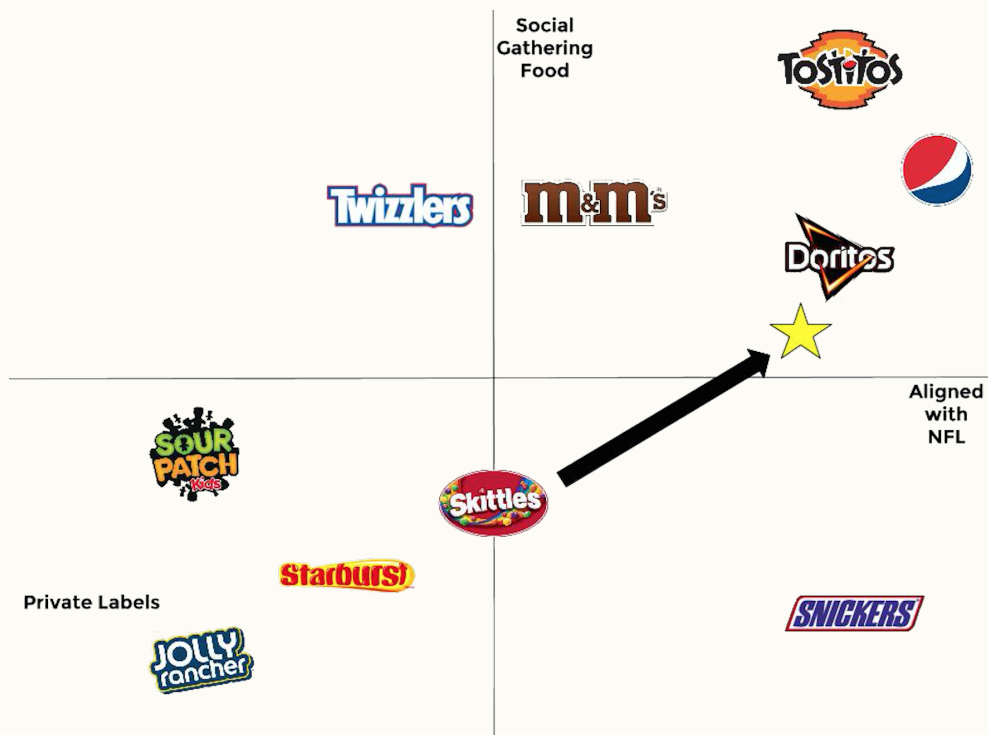 Social
Gathering
Food
TOSTiTOS
Twizzlers
m&m's
Doritos
Aligned
with
NFL
SOUR
PATCH
Kids
Skittles
Starburst
Private Labels
SNICKERS
JOLLY
rancher